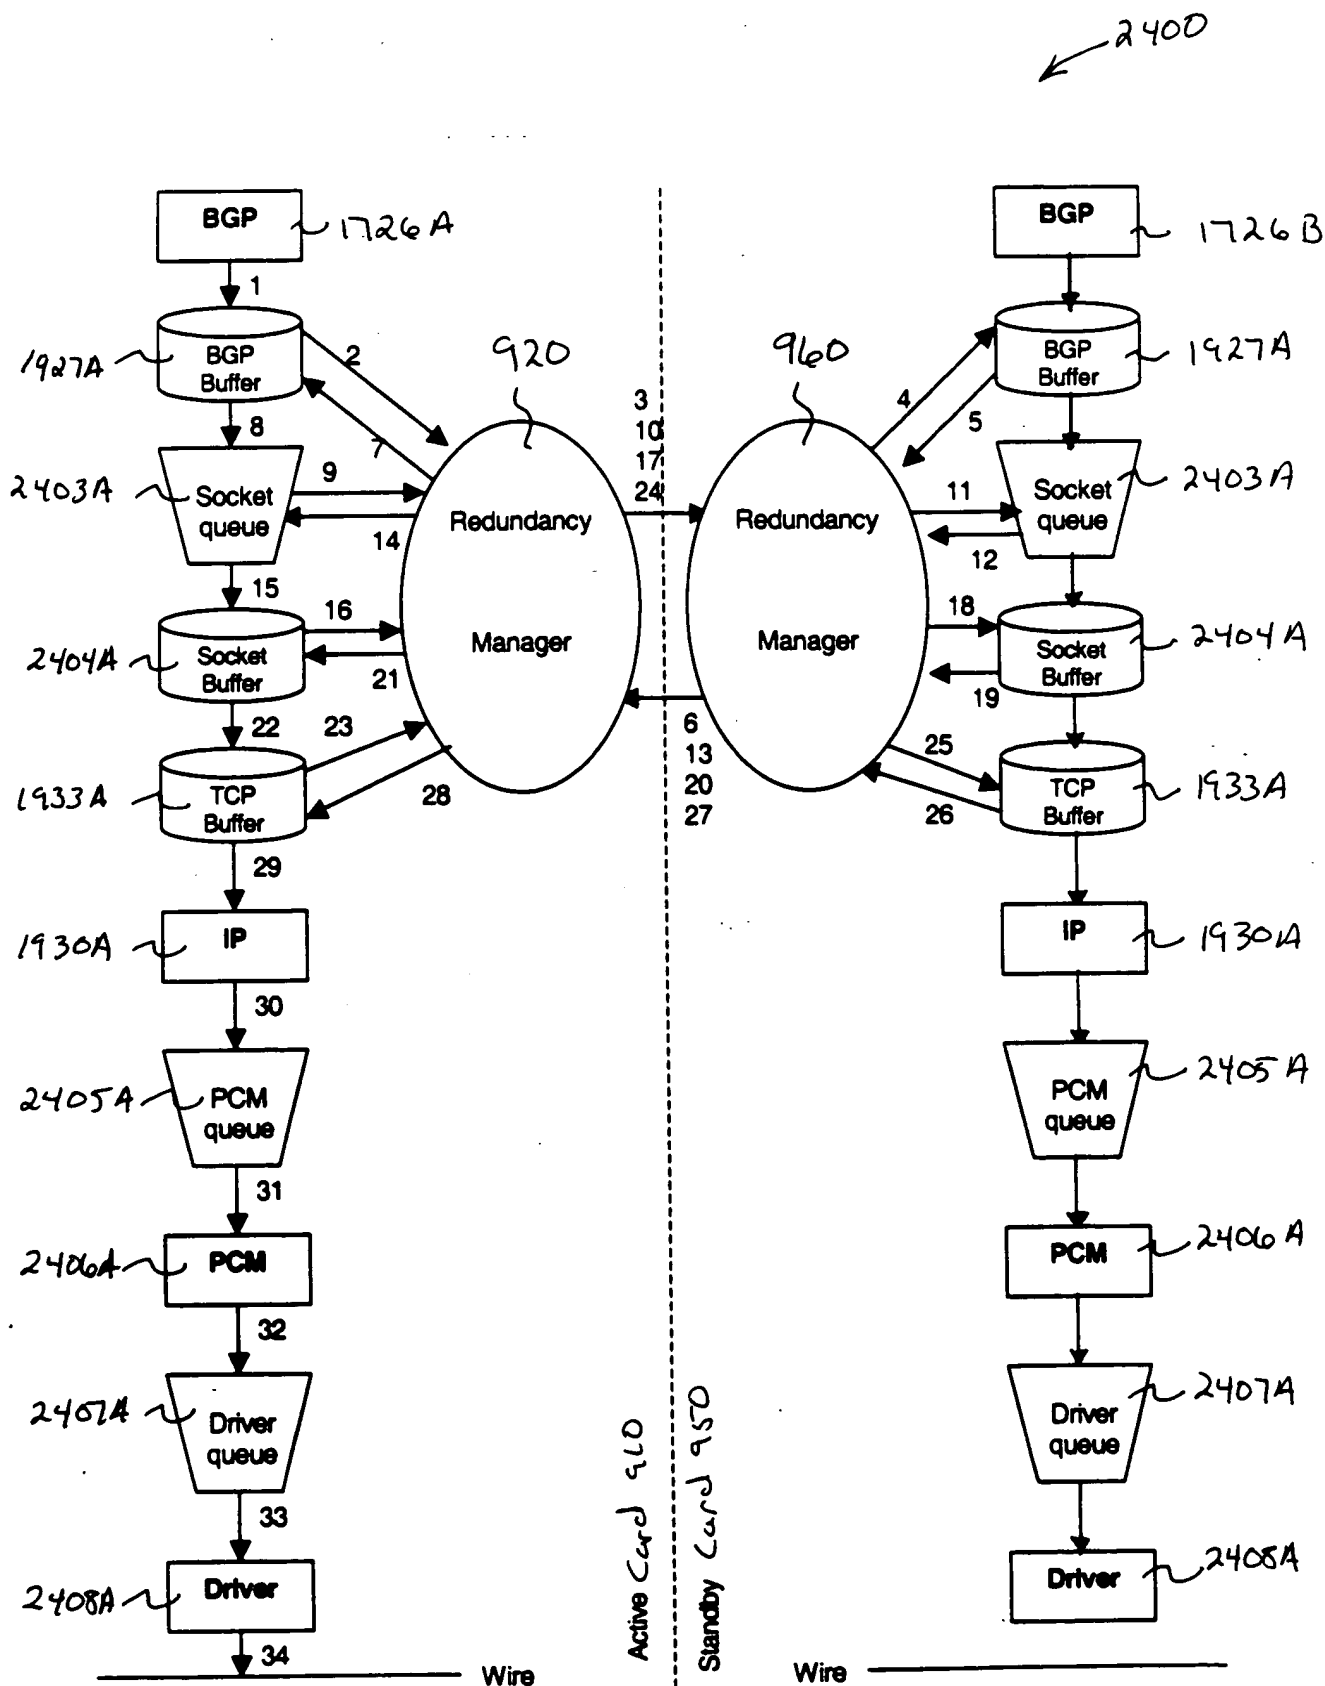 2400
BGP
1726A
1
1927A
BGP
Buffer
2
8
7
2403A
Socket
queue
9
14
15
2404A
Socket
Buffer
16
21
22
23
1933A
TCP
Buffer
28
29
1930A
IP
30
2405A
PCM
queue
31
2406A
PCM
32
2407A
Driver
queue
33
2408A
Driver
34
Wire
920
Redundancy
Manager
3
10
17
24
6
13
20
27
Active Card 910
Standby Card 950
960
Redundancy
Manager
BGP
1726B
4
5
BGP
Buffer
1927A
11
12
Socket
queue
2403A
18
19
Socket
Buffer
2404A
25
26
TCP
Buffer
1933A
IP
1930A
PCM
queue
2405A
PCM
2406A
Driver
queue
2407A
Driver
2408A
Wire